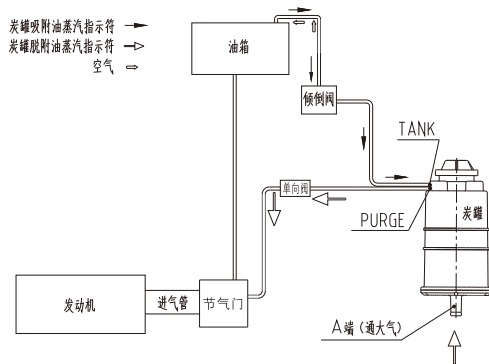 炭罐吸附油蒸汽指示符
炭罐脱附油蒸汽指示符
空气
油箱
倾倒阀
TANK
单向阀
炭罐
PURGE
发动机
进气管
节气门
A端(通大气)